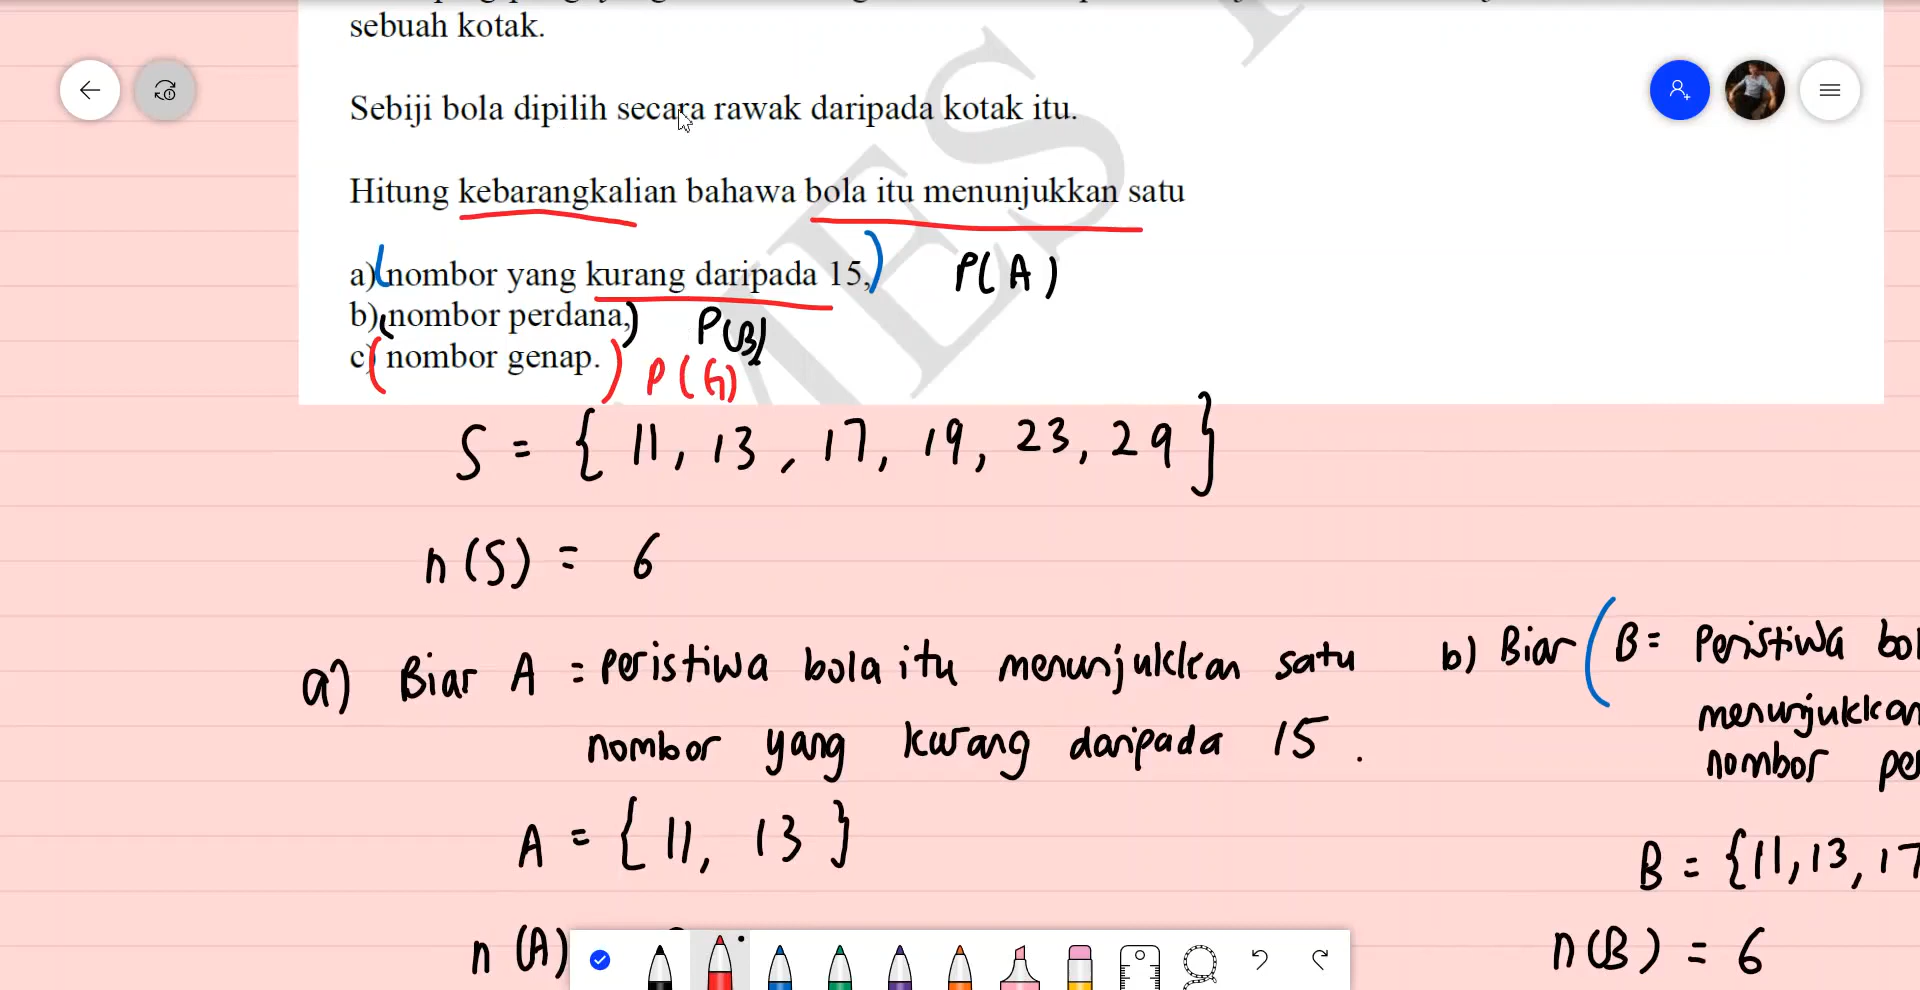 sebuah kotak.
Sebiji bola dipilih secara rawak daripada kotak itu.
Hitung kebarangkalian bahawa bola itu menunjukkan satu
a) nombor yang kurang daripada 15, P(A)
b) nombor perdana, P(B)
c) nombor genap. P(G)
S = { 11, 13, 17, 19, 23, 29 }
n(S) = 6
a) Biar A = peristiwa bola itu menunjukkan satu
nombor yang kurang daripada 15.
A = { 11, 13 }
n(A)
b) Biar B = Peristiwa
menunjukkan
nombor
B = {11, 13, 17
n(B) = 6